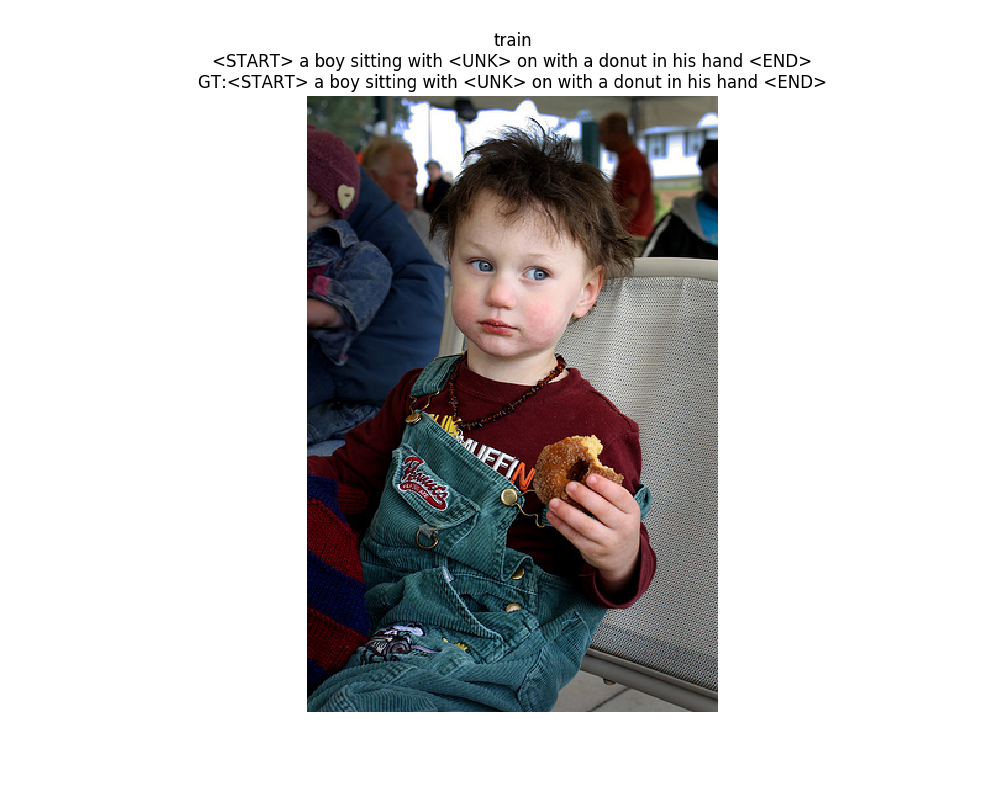 train
<START> a boy sitting with <UNK> on with a donut in his hand <END>
GT:<START> a boy sitting with <UNK> on with a donut in his hand <END>
MUFFIN